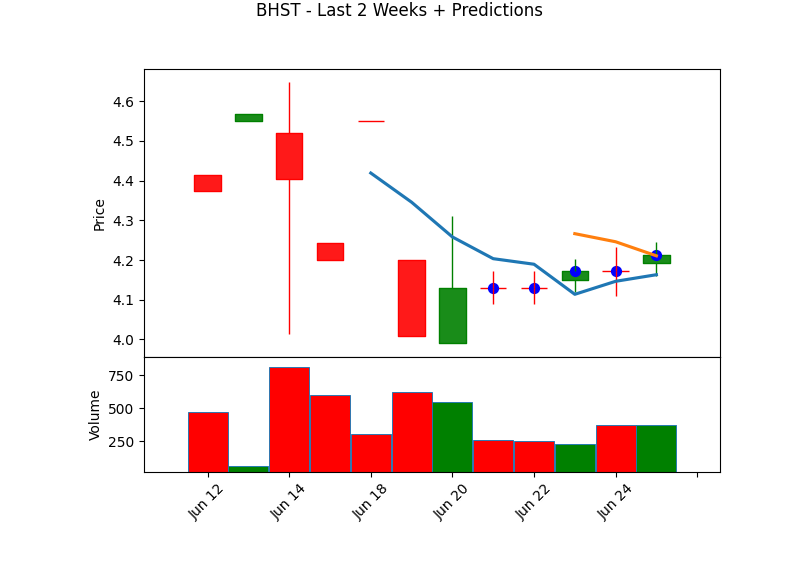 BHST - Last 2 Weeks + Predictions
4.6
4.5
4.4
4.3
4.2
4.1
4.0
Price
750
500
250
Volume
Jun 12
Jun 14
Jun 18
Jun 20
Jun 22
Jun 24